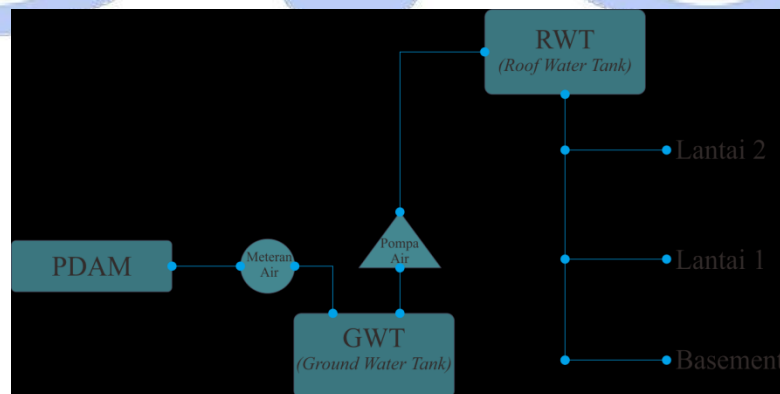 RWT
(Roof Water Tank)
Lantai 2
Pompa
Air
PDAM
Meteran
Air
Lantai 1
GWT
(Ground Water Tank)
Basement